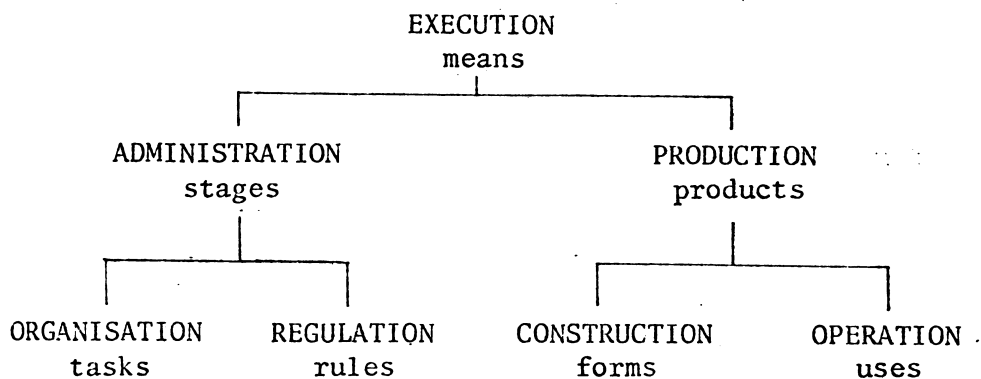 EXECUTION
means
ADMINISTRATION
stages
PRODUCTION
products
ORGANISATION
tasks
REGULATION
rules
CONSTRUCTION
forms
OPERATION
uses